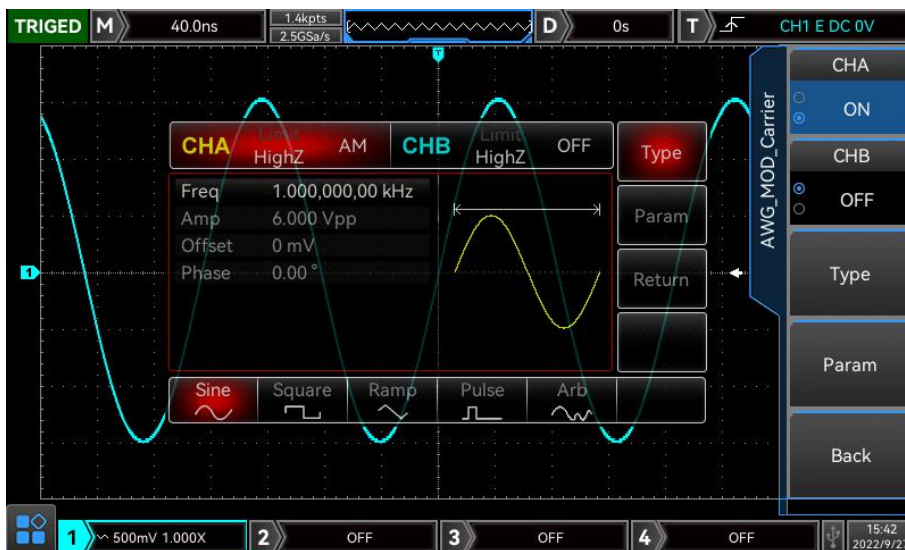 TRIGED M 40.0ns 1.4kpts D 0s T CH1 E DC 0V
2.5GSa/s
T
CHA
ON
CHB
OFF
Type
Param
Back
AWG_MOD_Carrier
CHA Limit HighZ AM CHB Limit HighZ OFF
Type
Param
Return
Freq 1.000,000,00 kHz
Amp 6.000 Vpp
Offset 0 mV
Phase 0.00 °
1
Sine Square Ramp Pulse Arb
1 500mV 1.000X 2 OFF 3 OFF 4 OFF 15:42